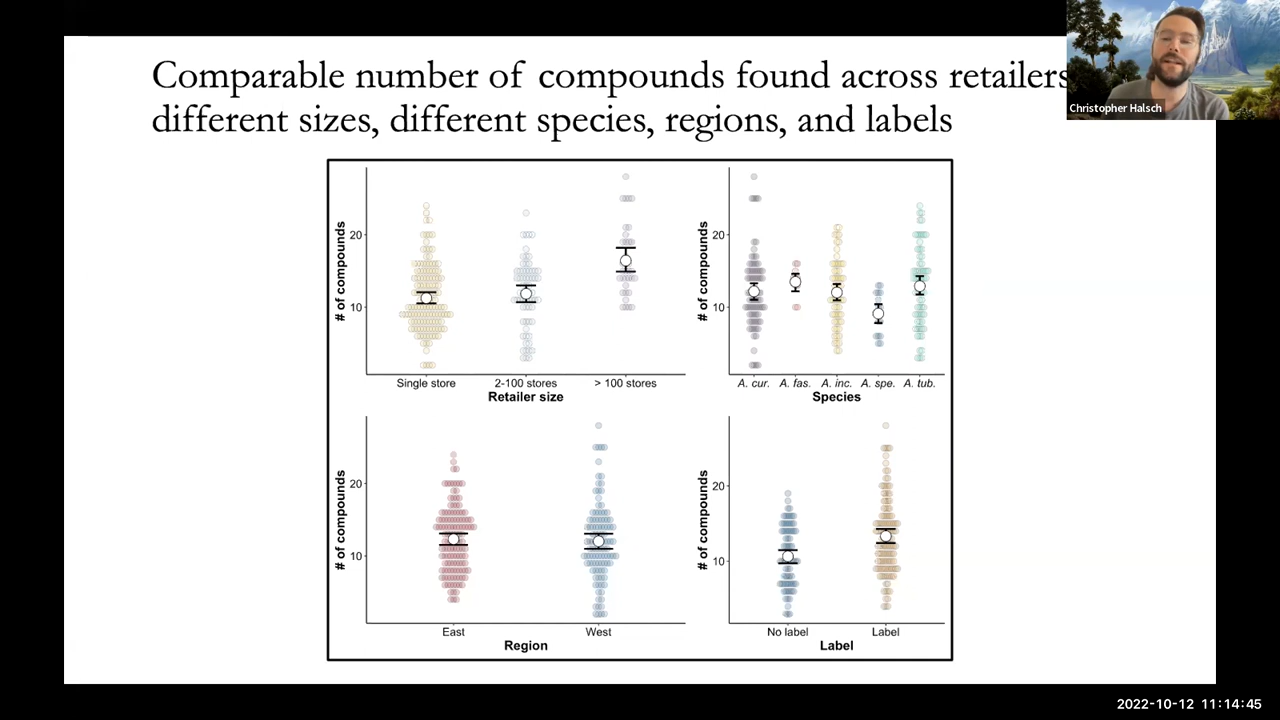 Comparable number of compounds found across retailers
different sizes, different species, regions, and labels
Christopher Halsch
# of compounds
20
10
Single store
2-100 stores
> 100 stores
Retailer size
# of compounds
20
10
A. cur.
A. fas.
A. inc.
A. spe.
A. tub.
Species
# of compounds
20
10
East
West
Region
# of compounds
20
10
No label
Label
Label
2022-10-12 11:14:45